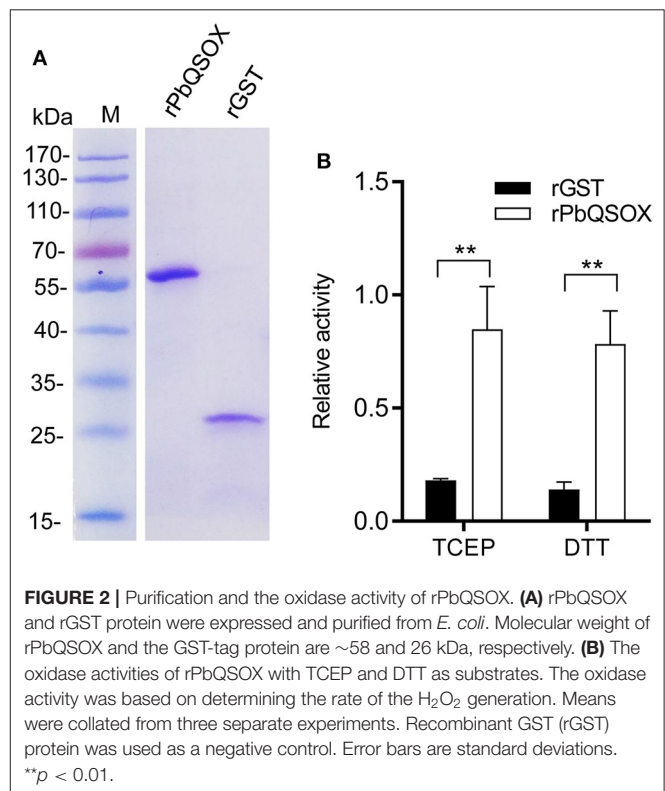 A
rPbQSOX
rGST
kDa M
170-
130-
110-
70-
55-
40-
35-
25-
15-
B
1.5
1.0
0.5
0.0
Relative activity
rGST
rPbQSOX
**
**
TCEP
DTT
FIGURE 2 | Purification and the oxidase activity of rPbQSOX. (A) rPbQSOX
and rGST protein were expressed and purified from E. coli. Molecular weight of
rPbQSOX and the GST-tag protein are ~58 and 26 kDa, respectively. (B) The
oxidase activities of rPbQSOX with TCEP and DTT as substrates. The oxidase
activity was based on determining the rate of the H₂O₂ generation. Means
were collated from three separate experiments. Recombinant GST (rGST)
protein was used as a negative control. Error bars are standard deviations.
**p < 0.01.